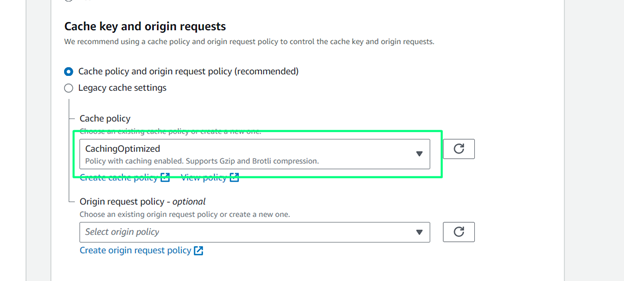 Cache key and origin requests
We recommend using a cache policy and origin request policy to control the cache key and origin requests.
Cache policy and origin request policy (recommended)
Legacy cache settings
Cache policy
Choose an existing cache policy or create a new one.
CachingOptimized
Policy with caching enabled. Supports Gzip and Brotli compression.
Create cache policy View policy
Origin request policy - optional
Choose an existing origin request policy or create a new one.
Select origin policy
Create origin request policy